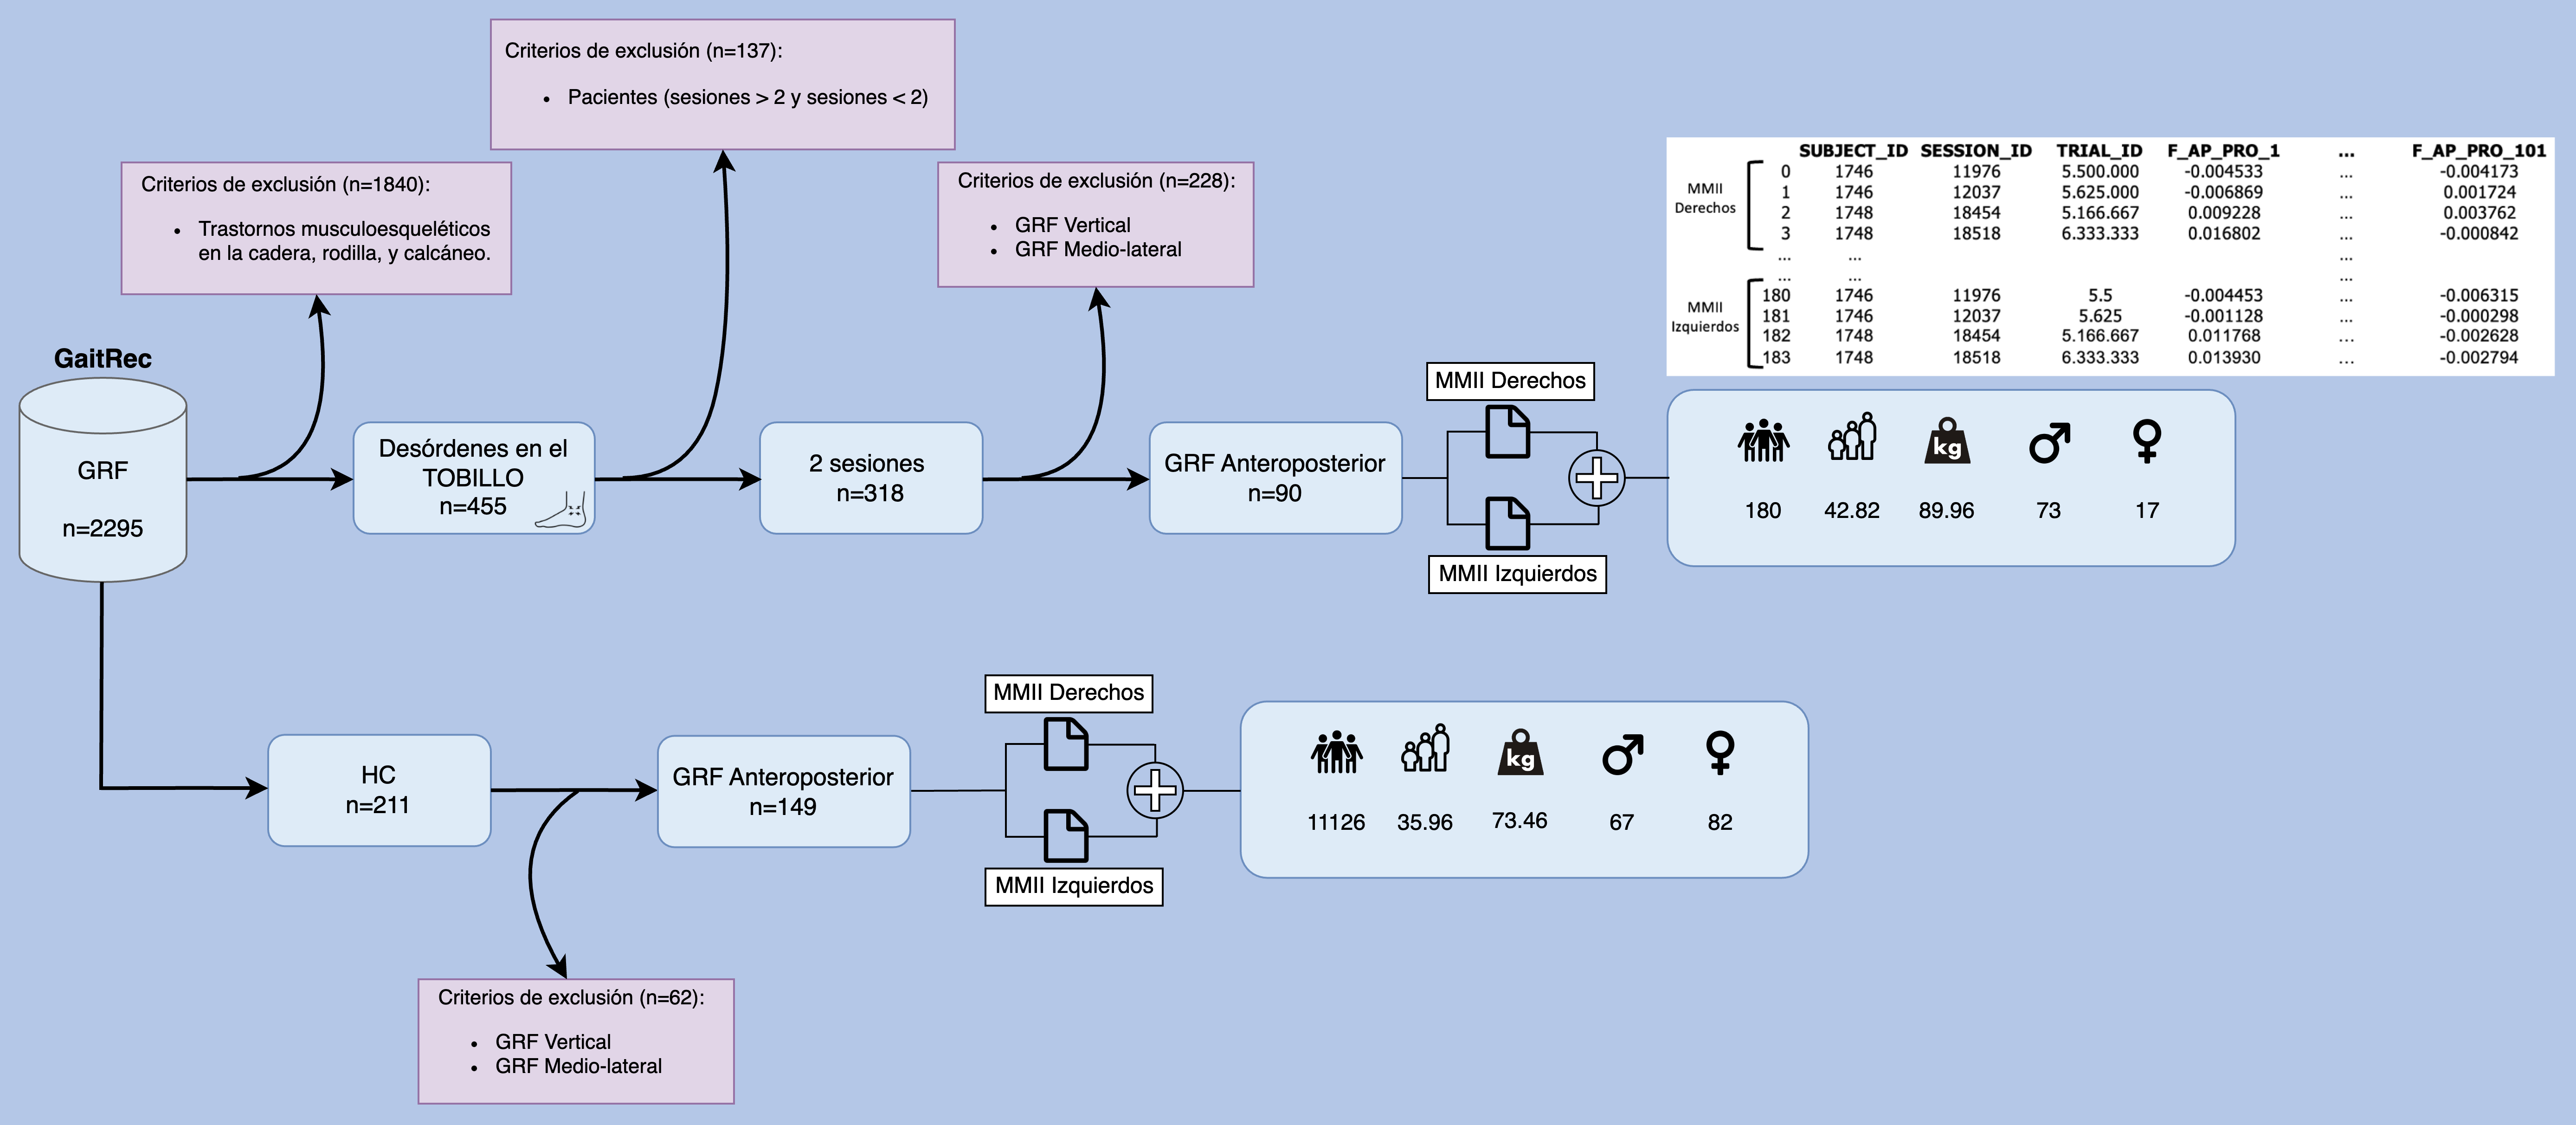 Criterios de exclusión (n=137):
• Pacientes (sesiones > 2 y sesiones < 2)
Criterios de exclusión (n=1840):
• Trastornos musculoesqueléticos
en la cadera, rodilla, y calcáneo.
Criterios de exclusión (n=228):
• GRF Vertical
• GRF Medio-lateral
SUBJECT_ID SESSION_ID TRIAL_ID F_AP_PRO_1 ... F_AP_PRO_101
MMII
Derechos
0 1746 11976 5.500.000 -0.004533 ... -0.004173
1 1746 12037 5.625.000 -0.006869 ... 0.001724
2 1748 18454 5.166.667 0.009228 ... 0.003762
3 1748 18518 6.333.333 0.016802 ... -0.000842
... ... ...
... ... ...
MMII
Izquierdos
180 1746 11976 5.5 -0.004453 ... -0.006315
181 1746 12037 5.625 -0.001128 ... -0.000298
182 1748 18454 5.166.667 0.011768 ... -0.002628
183 1748 18518 6.333.333 0.013930 ... -0.002794
GaitRec
GRF
n=2295
Desórdenes en el
TOBILLO
n=455
2 sesiones
n=318
GRF Anteroposterior
n=90
MMII Derechos
MMII Izquierdos
kg
180 42.82 89.96 73 17
HC
n=211
GRF Anteroposterior
n=149
MMII Derechos
MMII Izquierdos
kg
11126 35.96 73.46 67 82
Criterios de exclusión (n=62):
• GRF Vertical
• GRF Medio-lateral